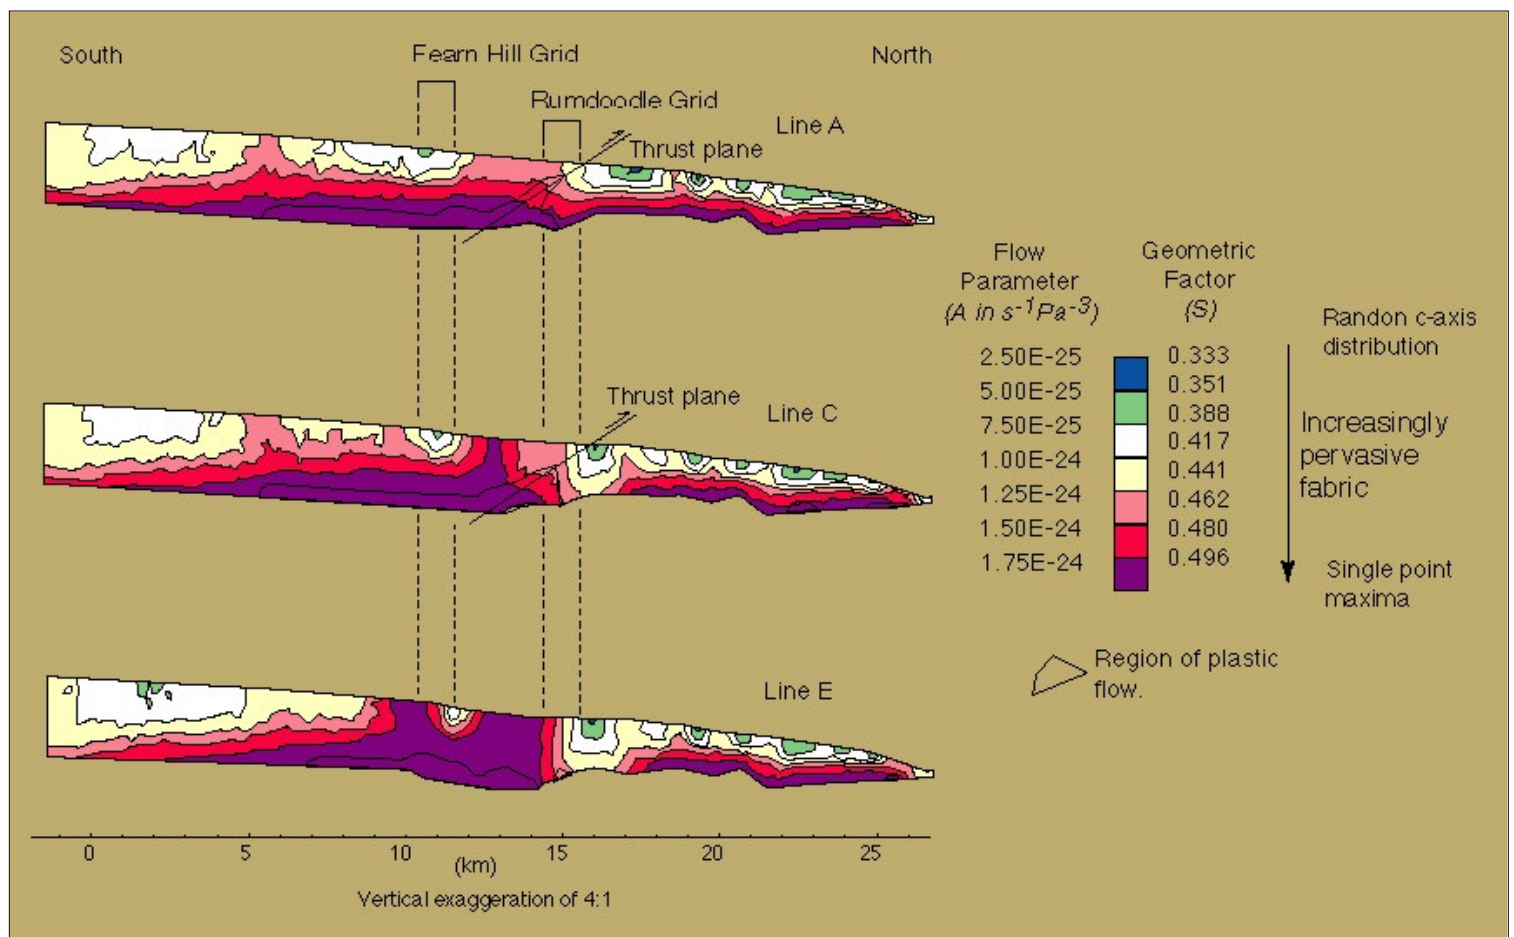 South
Fearn Hill Grid
North
Rumdoodle Grid
Line A
Thrust plane
Flow
Parameter
(A in s-1Pa-3)
Geometric
Factor
(S)
Randon c-axis
distribution
2.50E-25
0.333
5.00E-25
0.351
7.50E-25
0.388
1.00E-24
0.417
1.25E-24
0.441
1.50E-24
0.462
1.75E-24
0.480
0.496
Increasingly
pervasive
fabric
Single point
maxima
Thrust plane
Line C
Region of plastic
flow.
Line E
0 5 10 15 20 25
(km)
Vertical exaggeration of 4:1